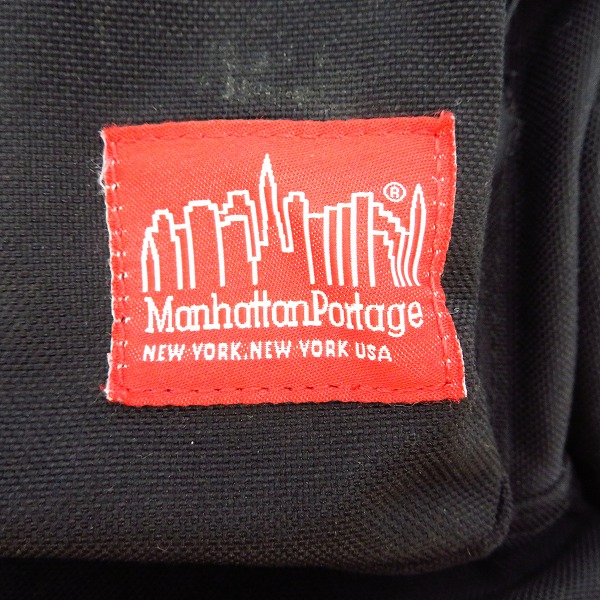 ®
ManhattanPortage
NEW YORK, NEW YORK USA